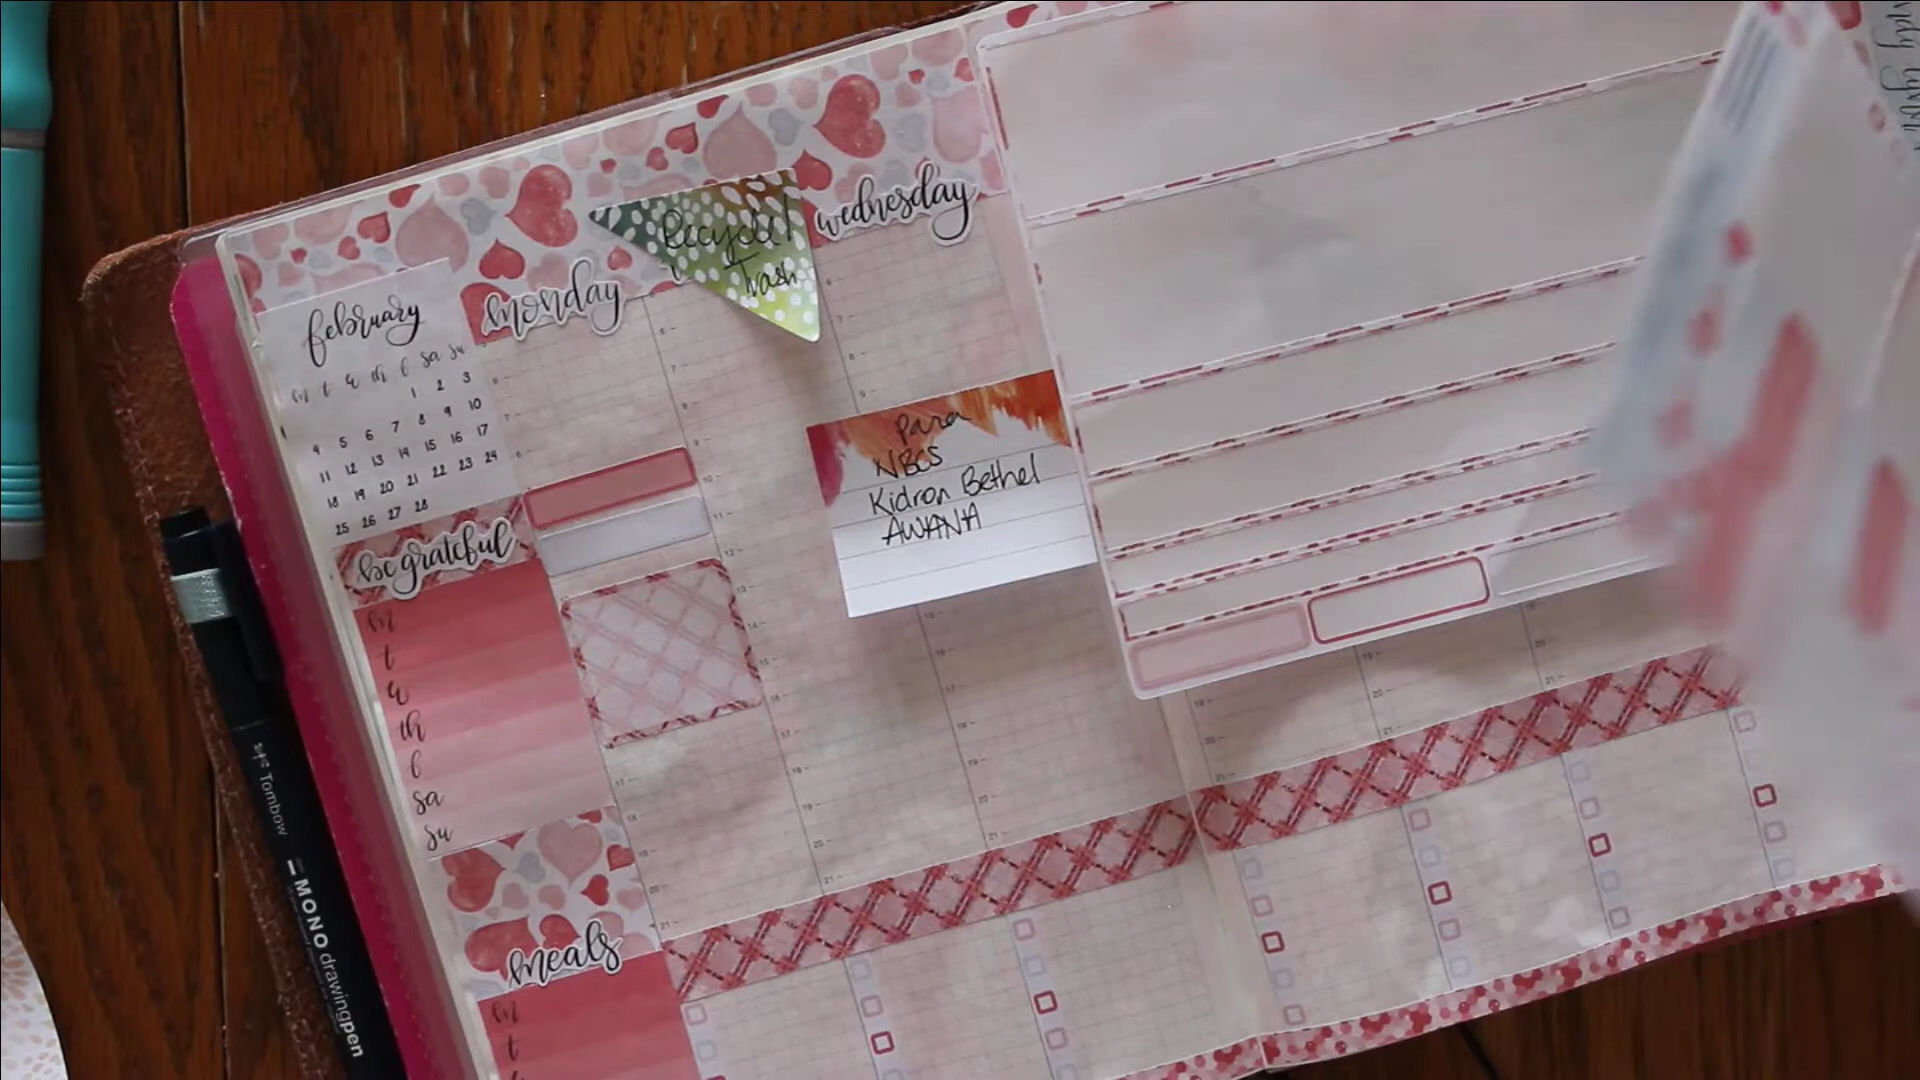 february
m t w th f sa su
1 2 3
4 5 6 7 8 9 10
11 12 13 14 15 16 17
18 19 20 21 22 23 24
25 26 27 28
monday
Recycle/
Trash
wednesday
Para
NBCS
Kidron Bethel
AWANA
be grateful
m
t
w
th
f
sa
su
meals
m
t
Tombow
MONO drawingpen